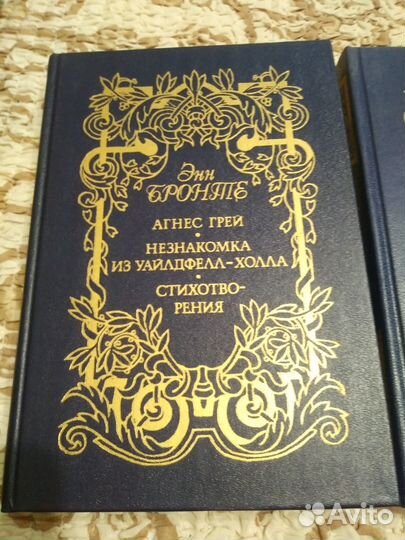 Энн
БРОНТЕ
АГНЕС ГРЕЙ
•
НЕЗНАКОМКА
ИЗ УАЙЛДФЕЛЛ-ХОЛЛА
•
СТИХОТВО-
РЕНИЯ
Avito